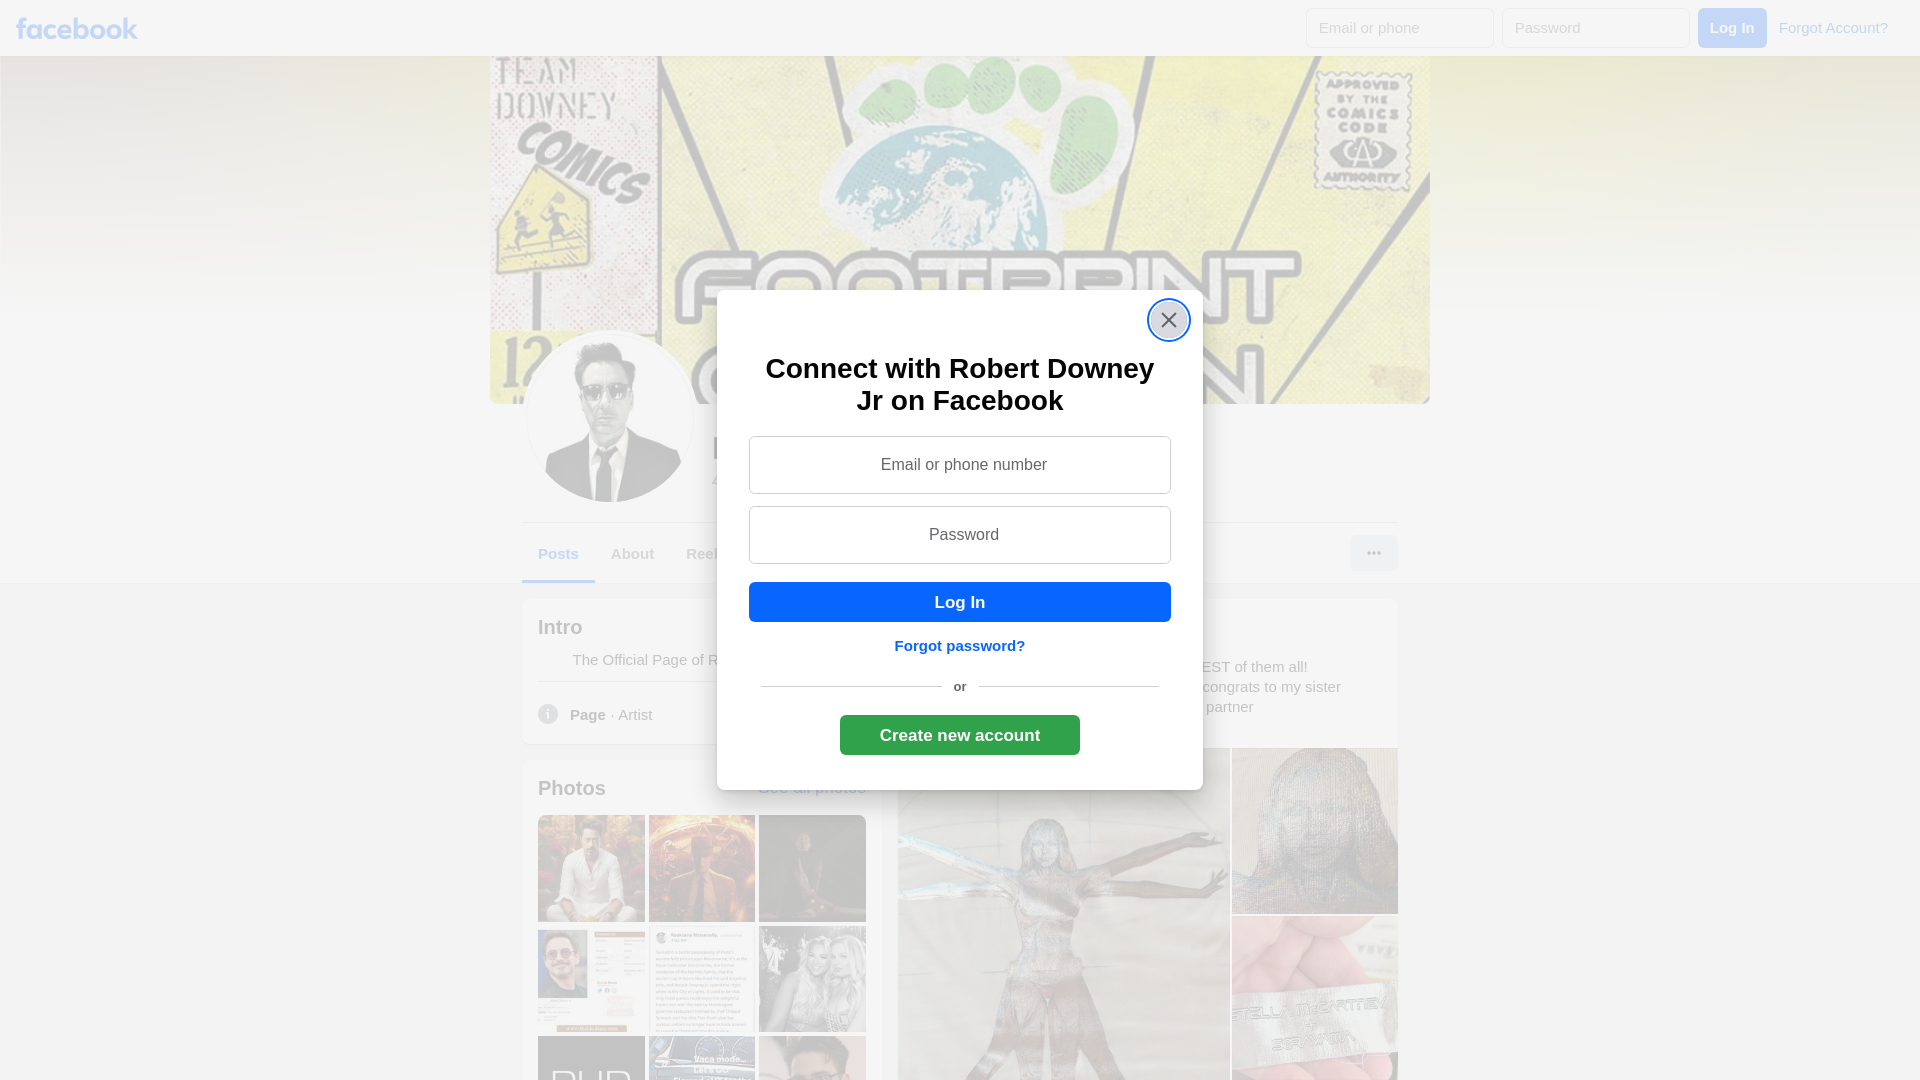 facebook
Email or phone
Password
Log In
Forgot Account?
TEAM
DOWNEY
COMICS
APPROVED
BY THE
COMICS
CODE
AUTHORITY
FOOTPRINT
12
Connect with Robert Downey
Jr on Facebook
Email or phone number
Password
Log In
Forgot password?
or
Create new account
Posts
About
Reel
Intro
The Official Page of R
Page · Artist
EST of them all!
congrats to my sister
partner
Photos
See all photos
Vaca mode...
Let's GO
STELLA McCARTNEY
+